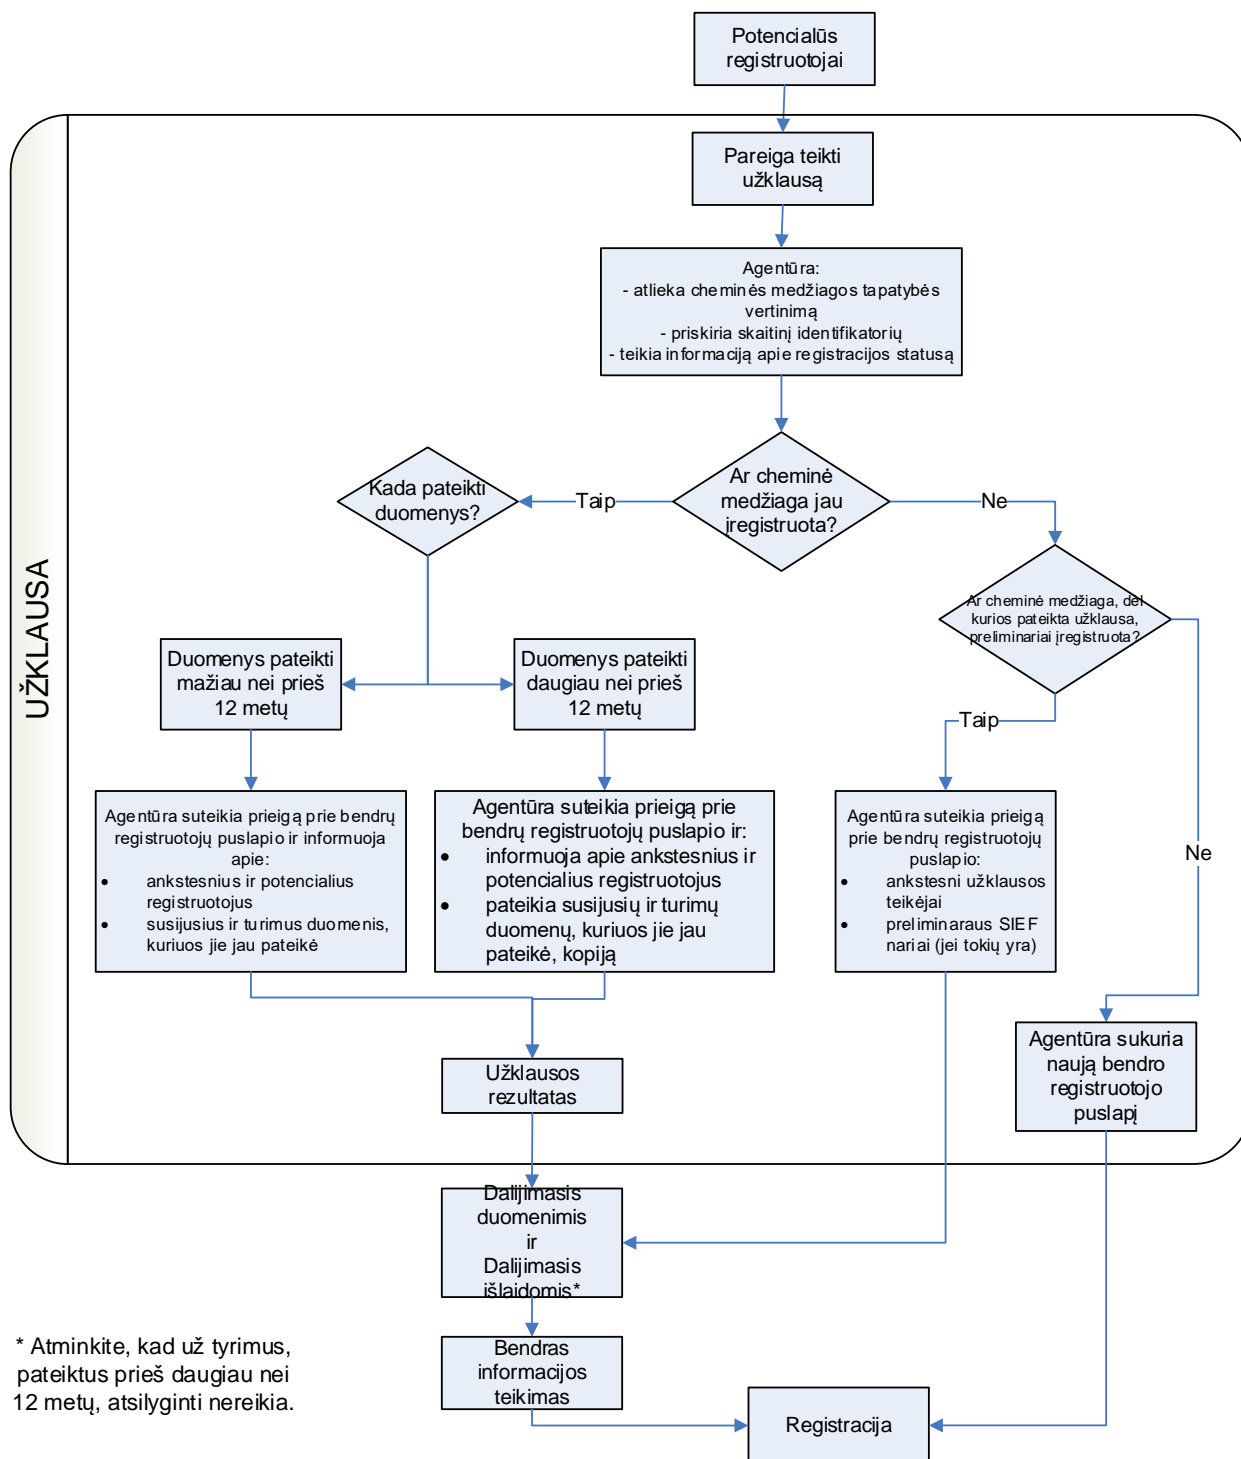 Potencialūs
registruotojai
Pareiga teikti
užklausą
Agentūra:
- atlieka cheminės medžiagos tapatybės
vertinimą
- priskiria skaitinį identifikatorių
- teikia informaciją apie registracijos statusą
Kada pateikti
duomenys?
Taip
Ar cheminė
medžiaga jau
įregistruota?
Ne
Ar cheminė medžiaga, dėl
kurios pateikta užklausa,
preliminariai įregistruota?
UŽKLAUSA
Duomenys pateikti
mažiau nei prieš
12 metų
Duomenys pateikti
daugiau nei prieš
12 metų
Taip
Ne
Agentūra suteikia prieigą prie bendrų
registruotojų puslapio ir informuoja
apie:
• ankstesnius ir potencialius
registruotojus
• susijusius ir turimus duomenis,
kuriuos jie jau pateikė
Agentūra suteikia prieigą prie
bendrų registruotojų puslapio ir:
• informuoja apie ankstesnius ir
potencialius registruotojus
• pateikia susijusių ir turimų
duomenų, kuriuos jie jau
pateikė, kopiją
Agentūra suteikia prieigą
prie bendrų registruotojų
puslapio:
• ankstesni užklausos
teikėjai
• preliminaraus SIEF
nariai (jei tokių yra)
Agentūra sukuria
naują bendro
registruotojo
puslapį
Užklausos
rezultatas
Dalijimasis
duomenimis
ir
Dalijimasis
išlaidomis*
* Atminkite, kad už tyrimus,
pateiktus prieš daugiau nei
12 metų, atsilyginti nereikia.
Bendras
informacijos
teikimas
Registracija